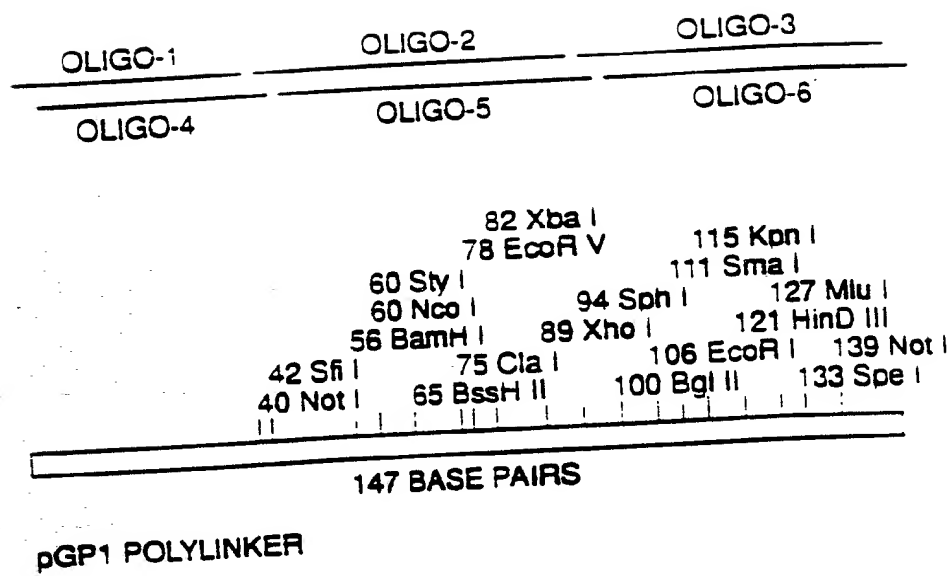 OLIGO-1 OLIGO-2 OLIGO-3
OLIGO-4 OLIGO-5 OLIGO-6
82 Xba I
78 EcoR V
115 Kpn I
111 Sma I
60 Sty I
60 Nco I
56 BamH I
94 Sph I
89 Xho I
127 Mlu I
121 HinD III
42 Sfi I
40 Not I
75 Cla I
65 BssH II
106 EcoR I
100 Bgl II
139 Not I
133 Spe I
147 BASE PAIRS
pGP1 POLYLINKER